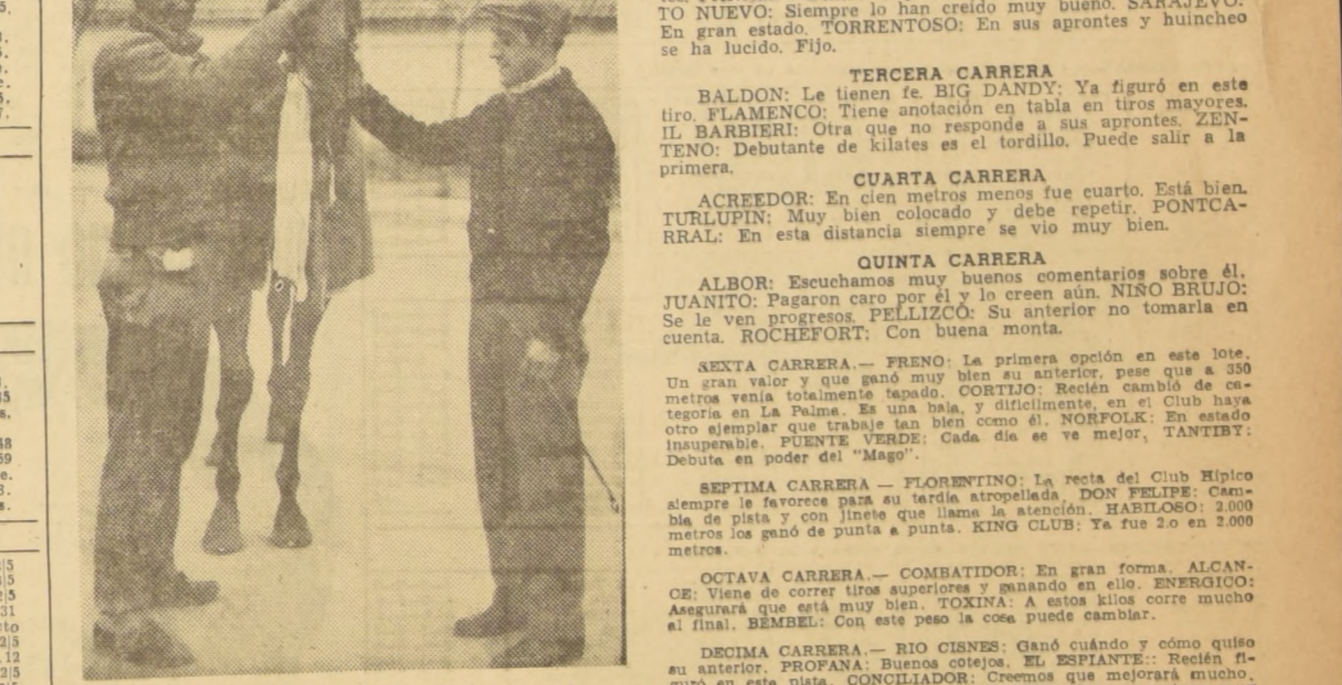 TO NUEVO: Siempre lo han creído muy bueno. SARAJEVO:
En gran estado. TORRENTOSO: En sus aprontes y huincheo
se ha lucido. Fijo.
TERCERA CARRERA
BALDON: Le tienen fe. BIG DANDY: Ya figuró en este
tiro. FLAMENCO: Tiene anotación en tabla en tiros mayores.
IL BARBIERI: Otra que no responde a sus aprontes. ZEN-
TENO: Debutante de kilates es el tordillo. Puede salir a la
primera.
CUARTA CARRERA
ACREEDOR: En cien metros menos fue cuarto. Está bien.
TURLUPIN: Muy bien colocado y debe repetir. PONTCA-
RRAL: En esta distancia siempre se vio muy bien.
QUINTA CARRERA
ALBOR: Escuchamos muy buenos comentarios sobre él.
JUANITO: Pagaron caro por él y lo creen aún. NIÑO BRUJO:
Se le ven progresos. PELLIZCO: Su anterior no tomarla en
cuenta. ROCHEFORT: Con buena monta.
SEXTA CARRERA.— FRENO: La primera opción en este lote.
Un gran valor y que ganó muy bien su anterior, pese que a 350
metros venía totalmente tapado. CORTIJO: Recién cambió de ca-
tegoría en La Palma. Es una bala, y difícilmente, en el Club haya
otro ejemplar que trabaje tan bien como él. NORFOLK: En estado
insuperable. PUENTE VERDE: Cada día se ve mejor, TANTIBY:
Debuta en poder del "Mago".
SEPTIMA CARRERA — FLORENTINO: La recta del Club Hípico
siempre le favorece para su tardía atropellada. DON FELIPE: Cam-
bia de pista y con jinete que llama la atención. HABILOSO: 2.000
metros los ganó de punta a punta. KING CLUB: Ya fue 2.o en 2.000
metros.
OCTAVA CARRERA.— COMBATIDOR: En gran forma. ALCAN-
CE: Viene de correr tiros superiores y ganando en ello. ENERGICO:
Asegurará que está muy bien. TOXINA: A estos kilos corre mucho
al final. BEMBEL: Con este peso la cosa puede cambiar.
DECIMA CARRERA.— RIO CISNES: Ganó cuándo y cómo quiso
su anterior. PROFANA: Buenos cotejos. EL ESPIANTE:: Recién fi-
guró en esta pista. CONCILIADOR: Creemos que mejorará mucho.